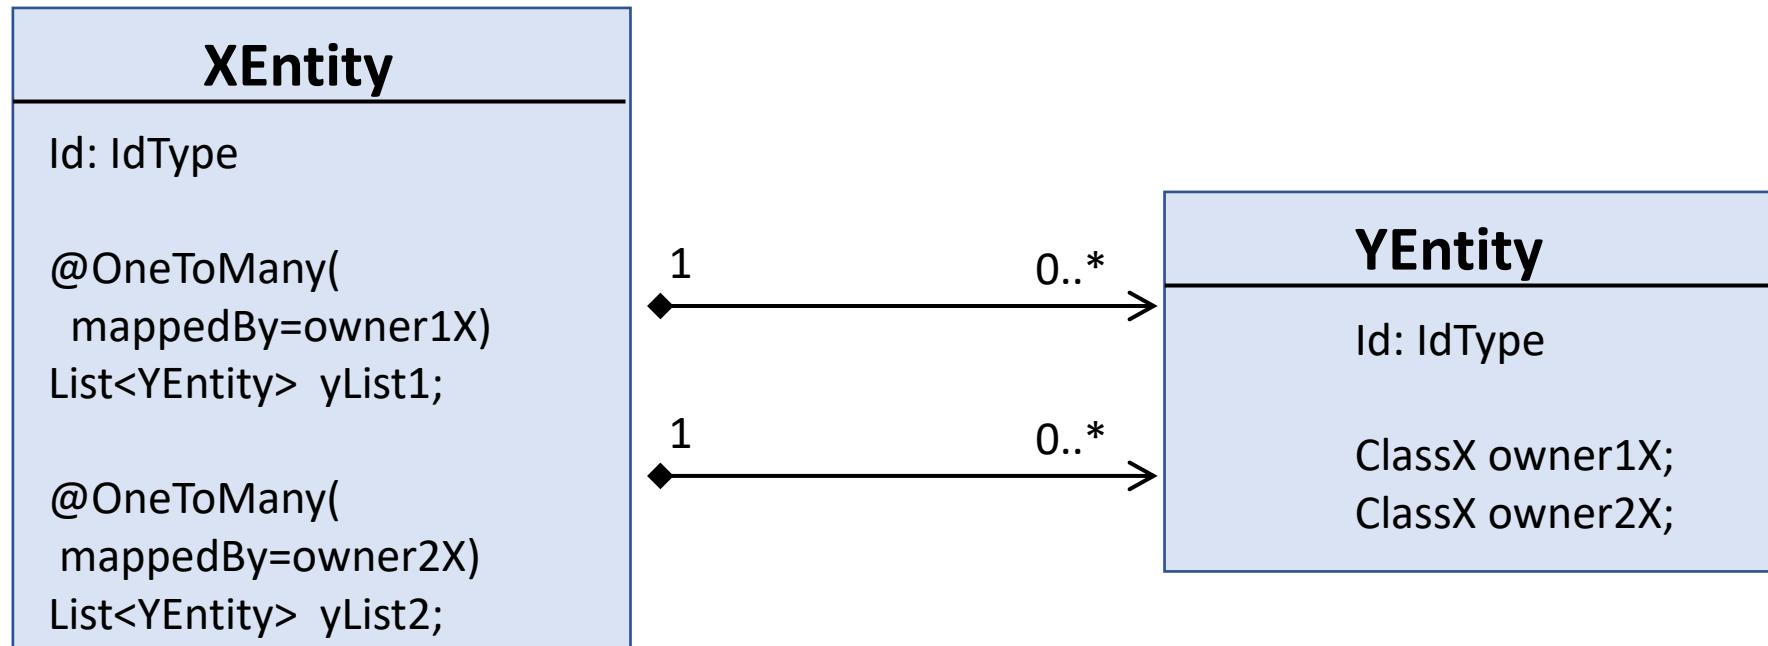 XEntity
Id: IdType
@OneToMany(
mappedBy=owner1X)
List<YEntity> yList1;
@OneToMany(
mappedBy=owner2X)
List<YEntity> yList2;
1 0..*
1 0..*
YEntity
Id: IdType
ClassX owner1X;
ClassX owner2X;